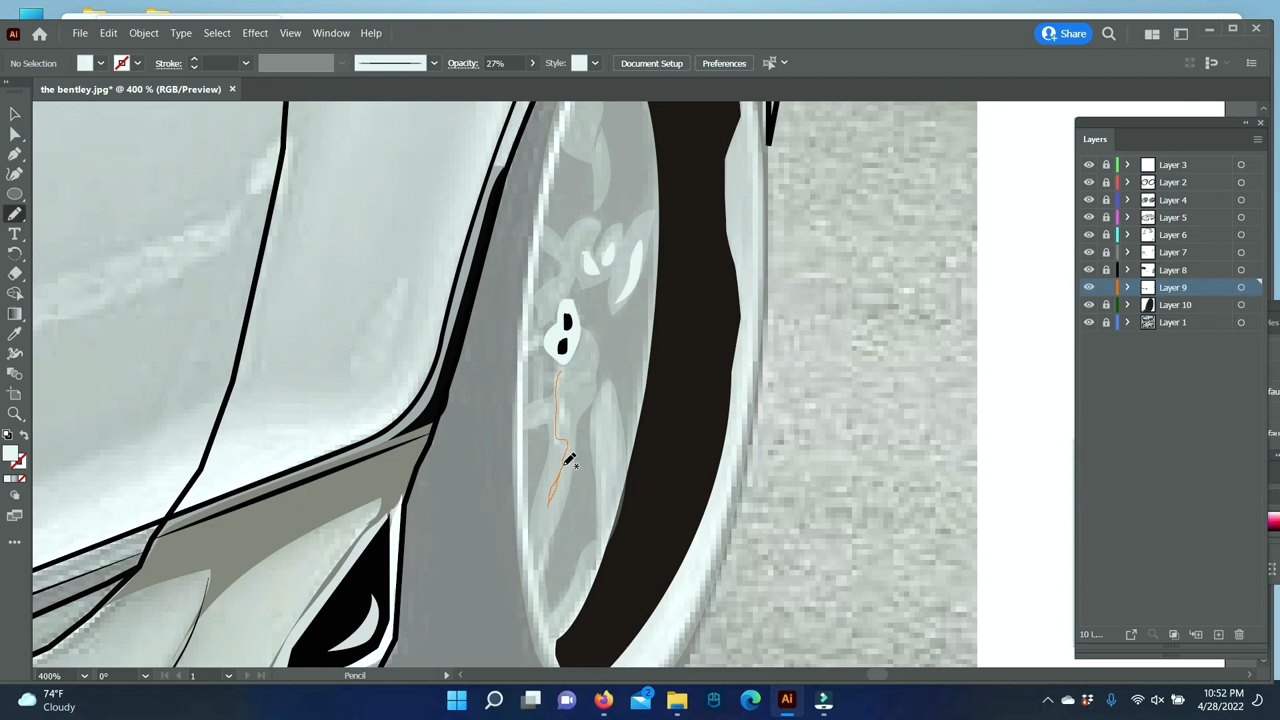 Ai File Edit Object Type Select Effect View Window Help Share
No Selection Stroke: Opacity: 27% Style: Document Setup Preferences
the bentley.jpg* @ 400 % (RGB/Preview)
Layers
Layer 3
Layer 2
Layer 4
Layer 5
Layer 6
Layer 7
Layer 8
Layer 9
Layer 10
Layer 1
10 L...
400% 0° 1 Pencil
74°F
Cloudy
2
Ai
10:52 PM
4/28/2022